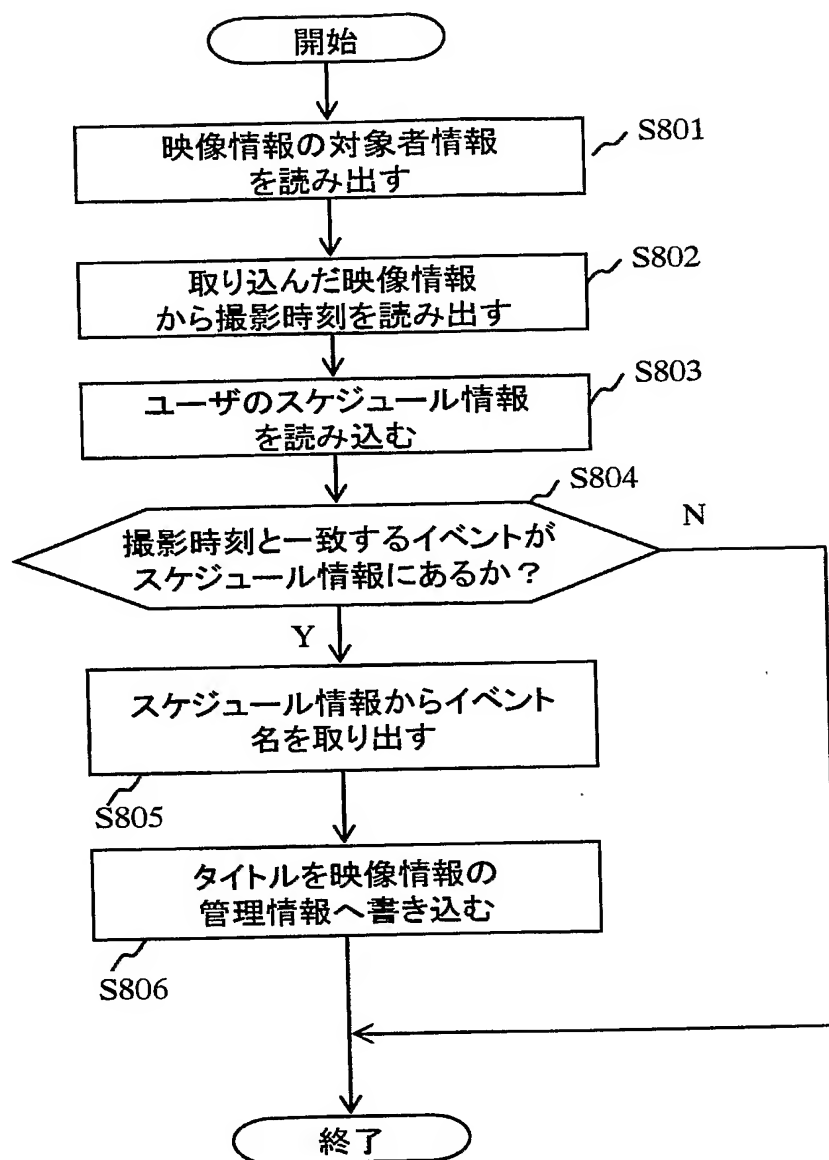 開始
映像情報の対象者情報
を読み出す
S801
取り込んだ映像情報
から撮影時刻を読み出す
S802
ユーザのスケジュール情報
を読み込む
S803
S804
撮影時刻と一致するイベントが
スケジュール情報にあるか？
N
Y
スケジュール情報からイベント
名を取り出す
S805
タイトルを映像情報の
管理情報へ書き込む
S806
終了